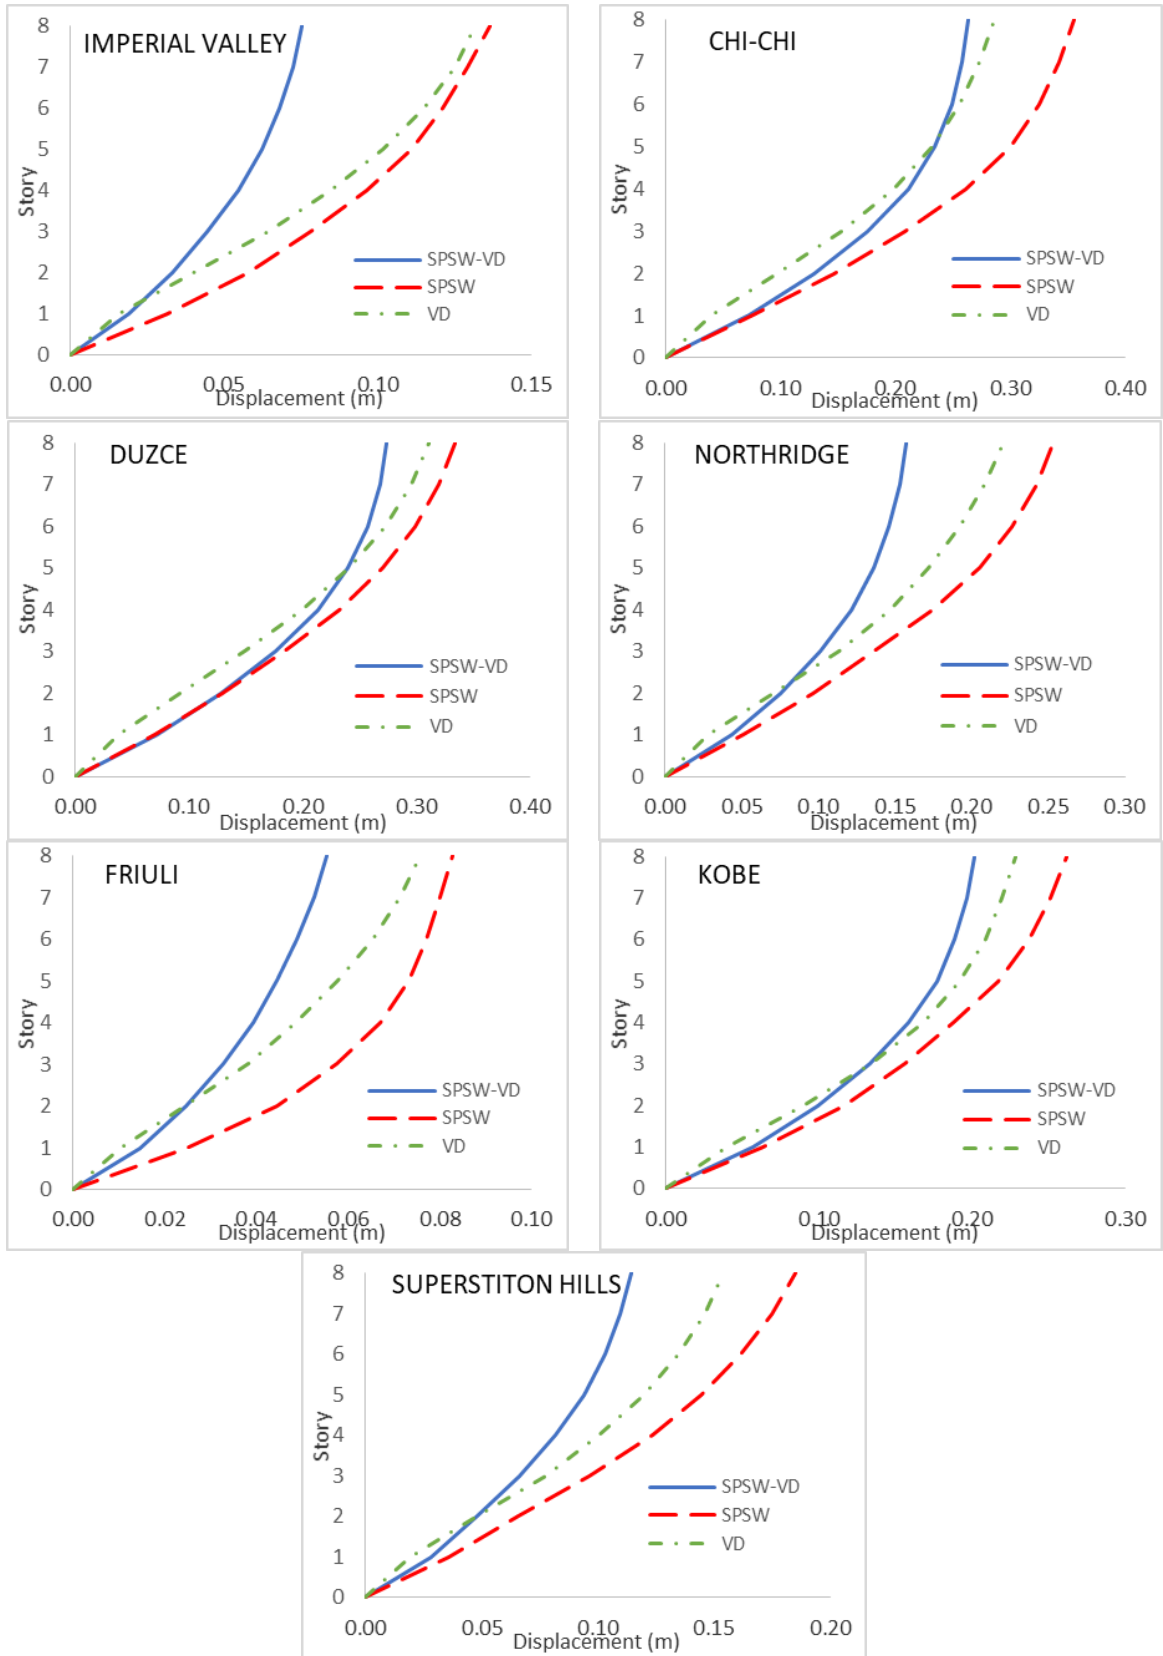 IMPERIAL VALLEY
8
7
6
5
4
3
2
1
0
Story
SPSW-VD
SPSW
VD
0.00 0.05 0.10 0.15
Displacement (m)
CHI-CHI
8
7
6
5
4
3
2
1
0
Story
SPSW-VD
SPSW
VD
0.00 0.10 0.20 0.30 0.40
Displacement (m)
DUZCE
8
7
6
5
4
3
2
1
0
Story
SPSW-VD
SPSW
VD
0.00 0.10 0.20 0.30 0.40
Displacement (m)
NORTHRIDGE
8
7
6
5
4
3
2
1
0
Story
SPSW-VD
SPSW
VD
0.00 0.05 0.10 0.15 0.20 0.25 0.30
Displacement (m)
FRIULI
8
7
6
5
4
3
2
1
0
Story
SPSW-VD
SPSW
VD
0.00 0.02 0.04 0.06 0.08 0.10
Displacement (m)
KOBE
8
7
6
5
4
3
2
1
0
Story
SPSW-VD
SPSW
VD
0.00 0.10 0.20 0.30
Displacement (m)
SUPERSTITON HILLS
8
7
6
5
4
3
2
1
0
Story
SPSW-VD
SPSW
VD
0.00 0.05 0.10 0.15 0.20
Displacement (m)